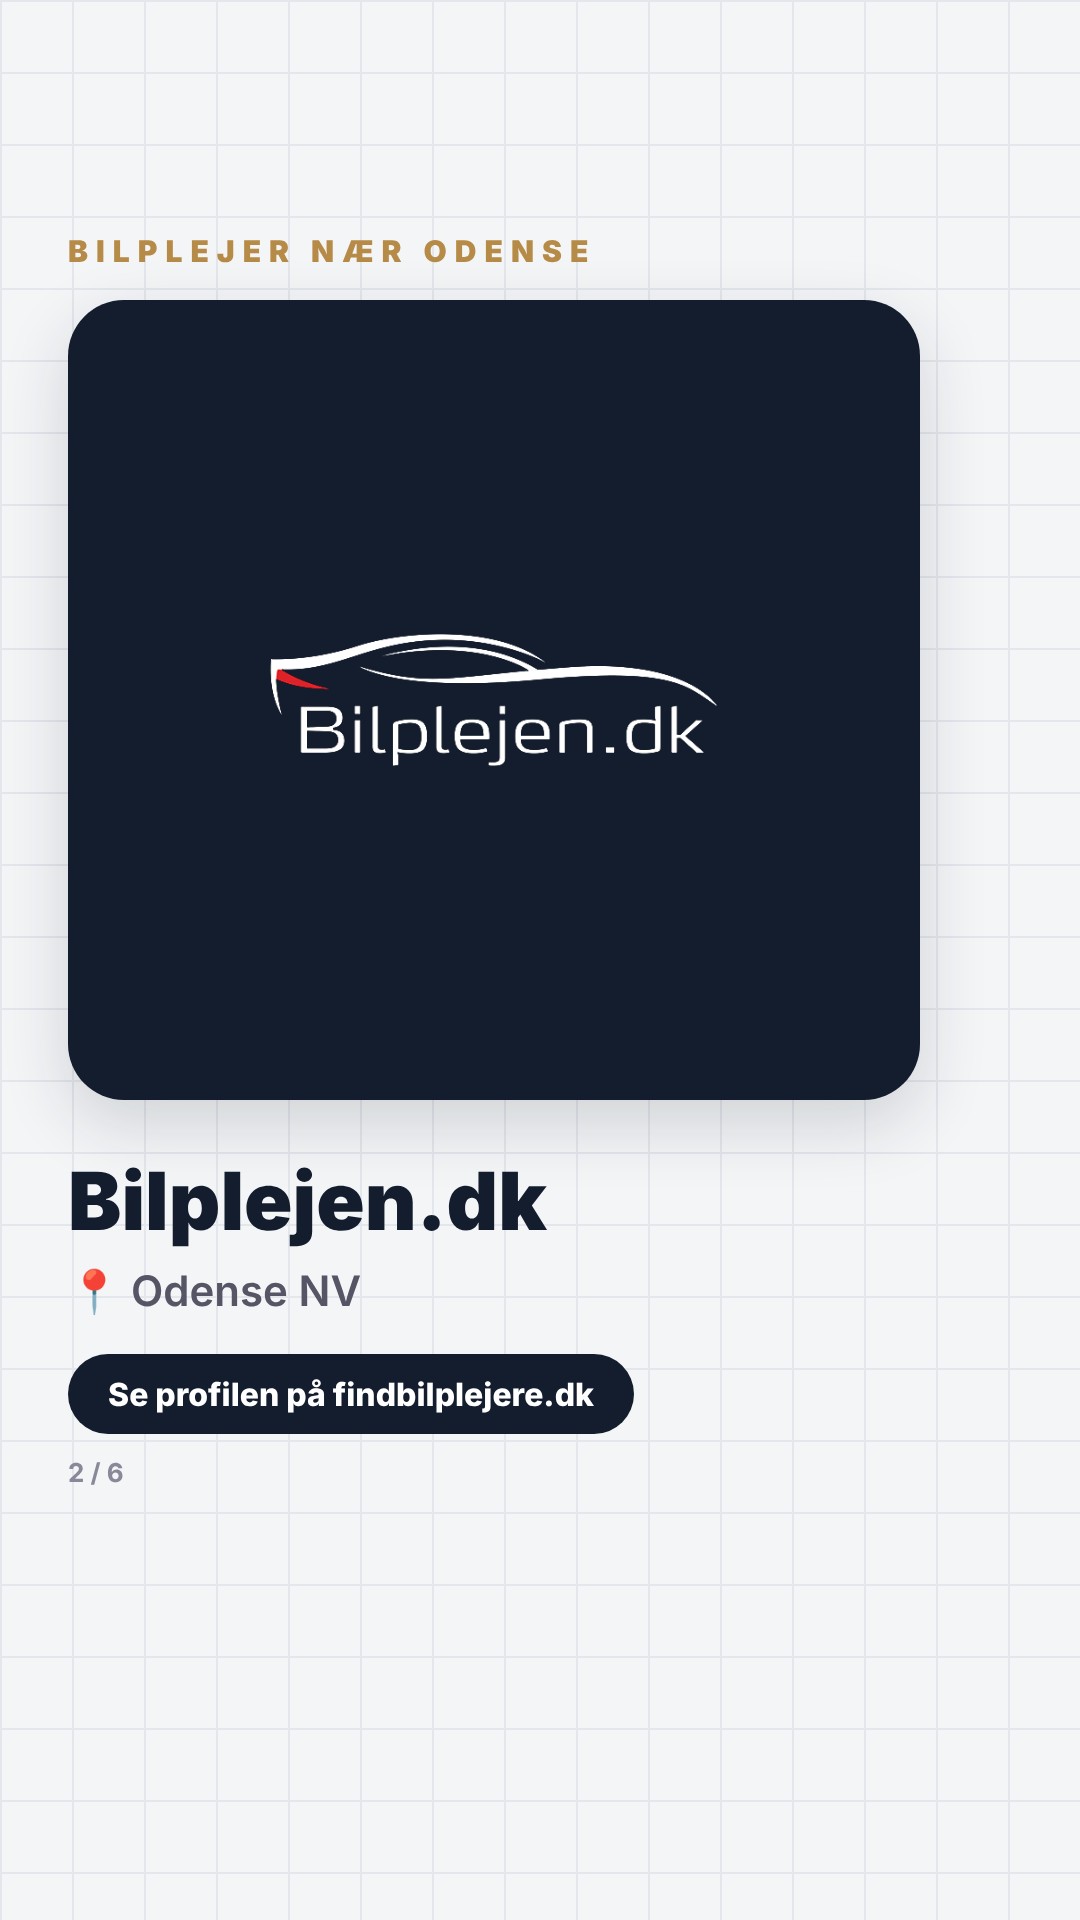 BILPLEJER NÆR ODENSE
Bilplejen.dk
Bilplejen.dk
📍 Odense NV
Se profilen på findbilplejere.dk
2 / 6